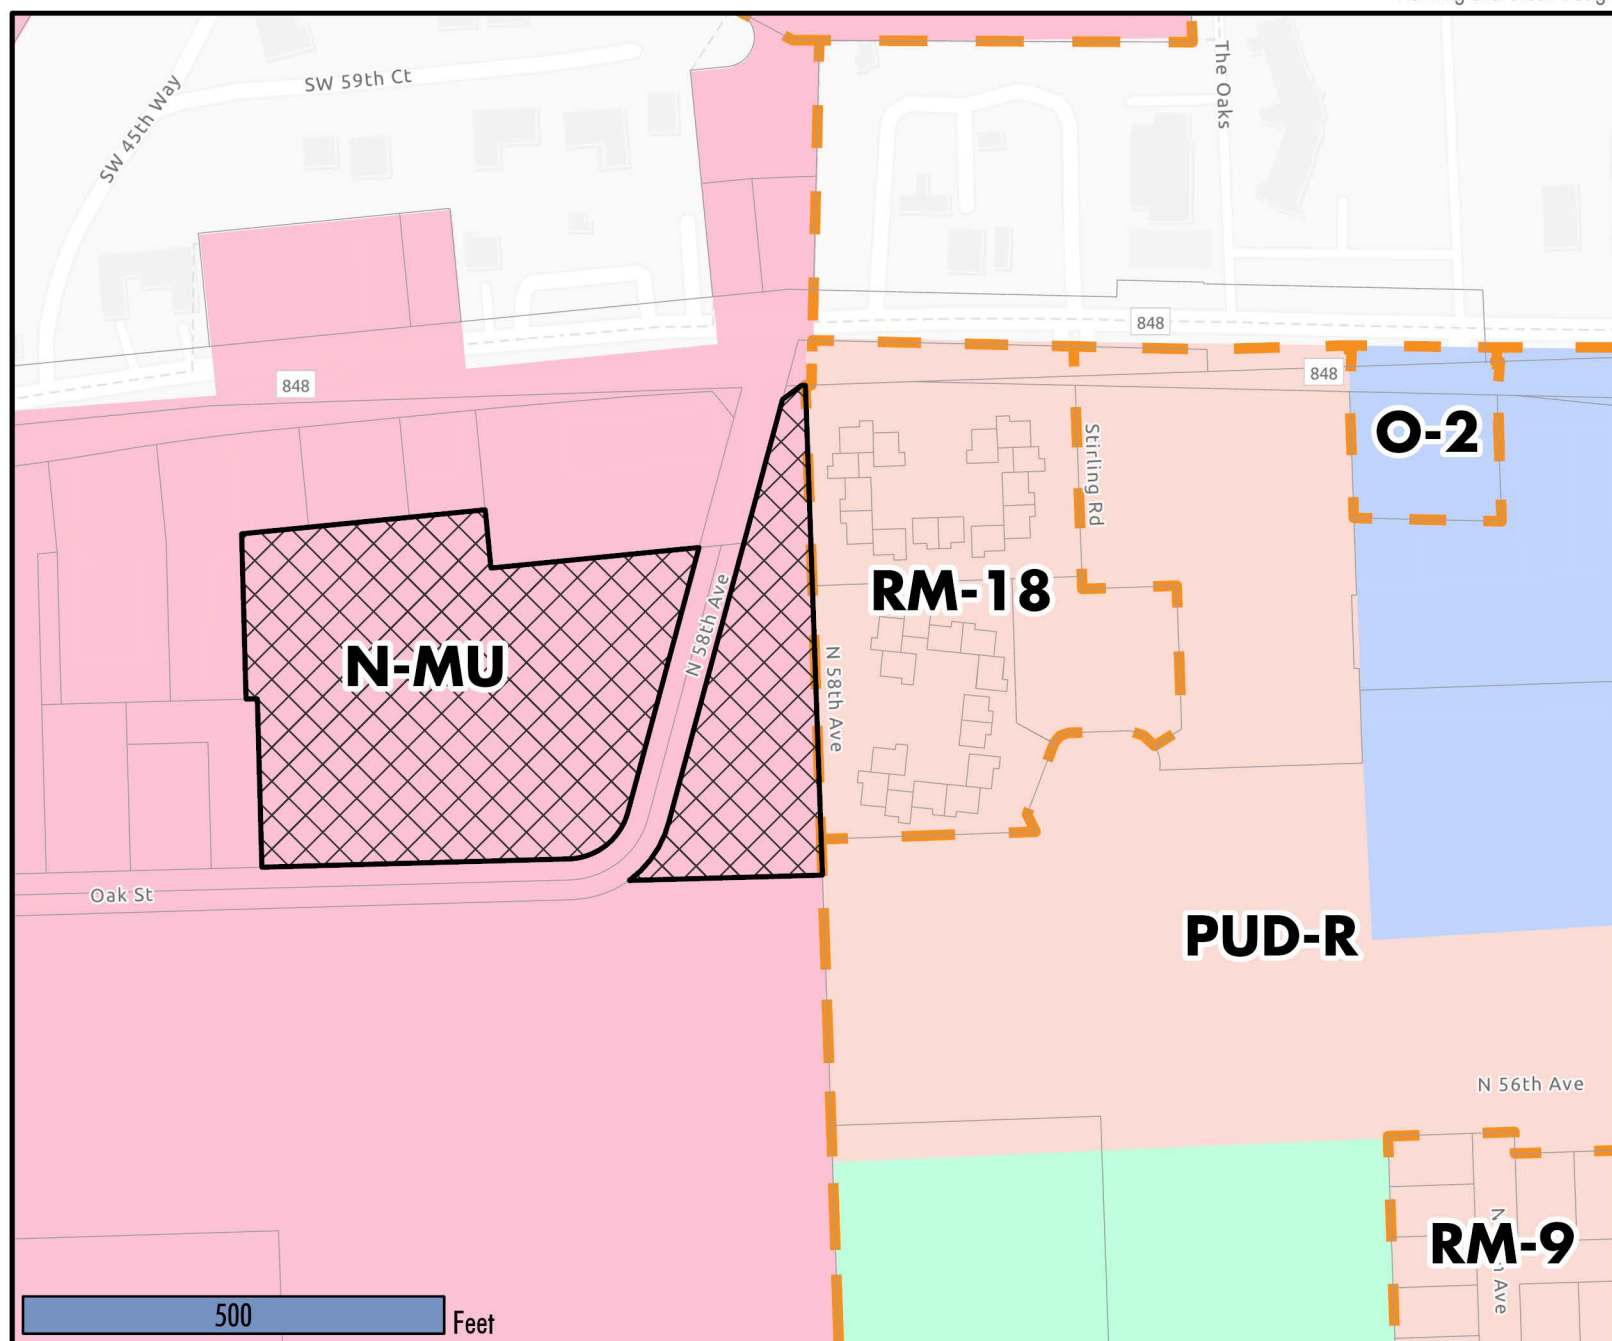 SW 59th Ct
SW 45th Way
The Oaks
848
848
848
O-2
Stirling Rd
RM-18
N 58th Ave
N-MU
N 58th Ave
Oak St
PUD-R
N 56th Ave
RM-9
N
Ave
500
Feet